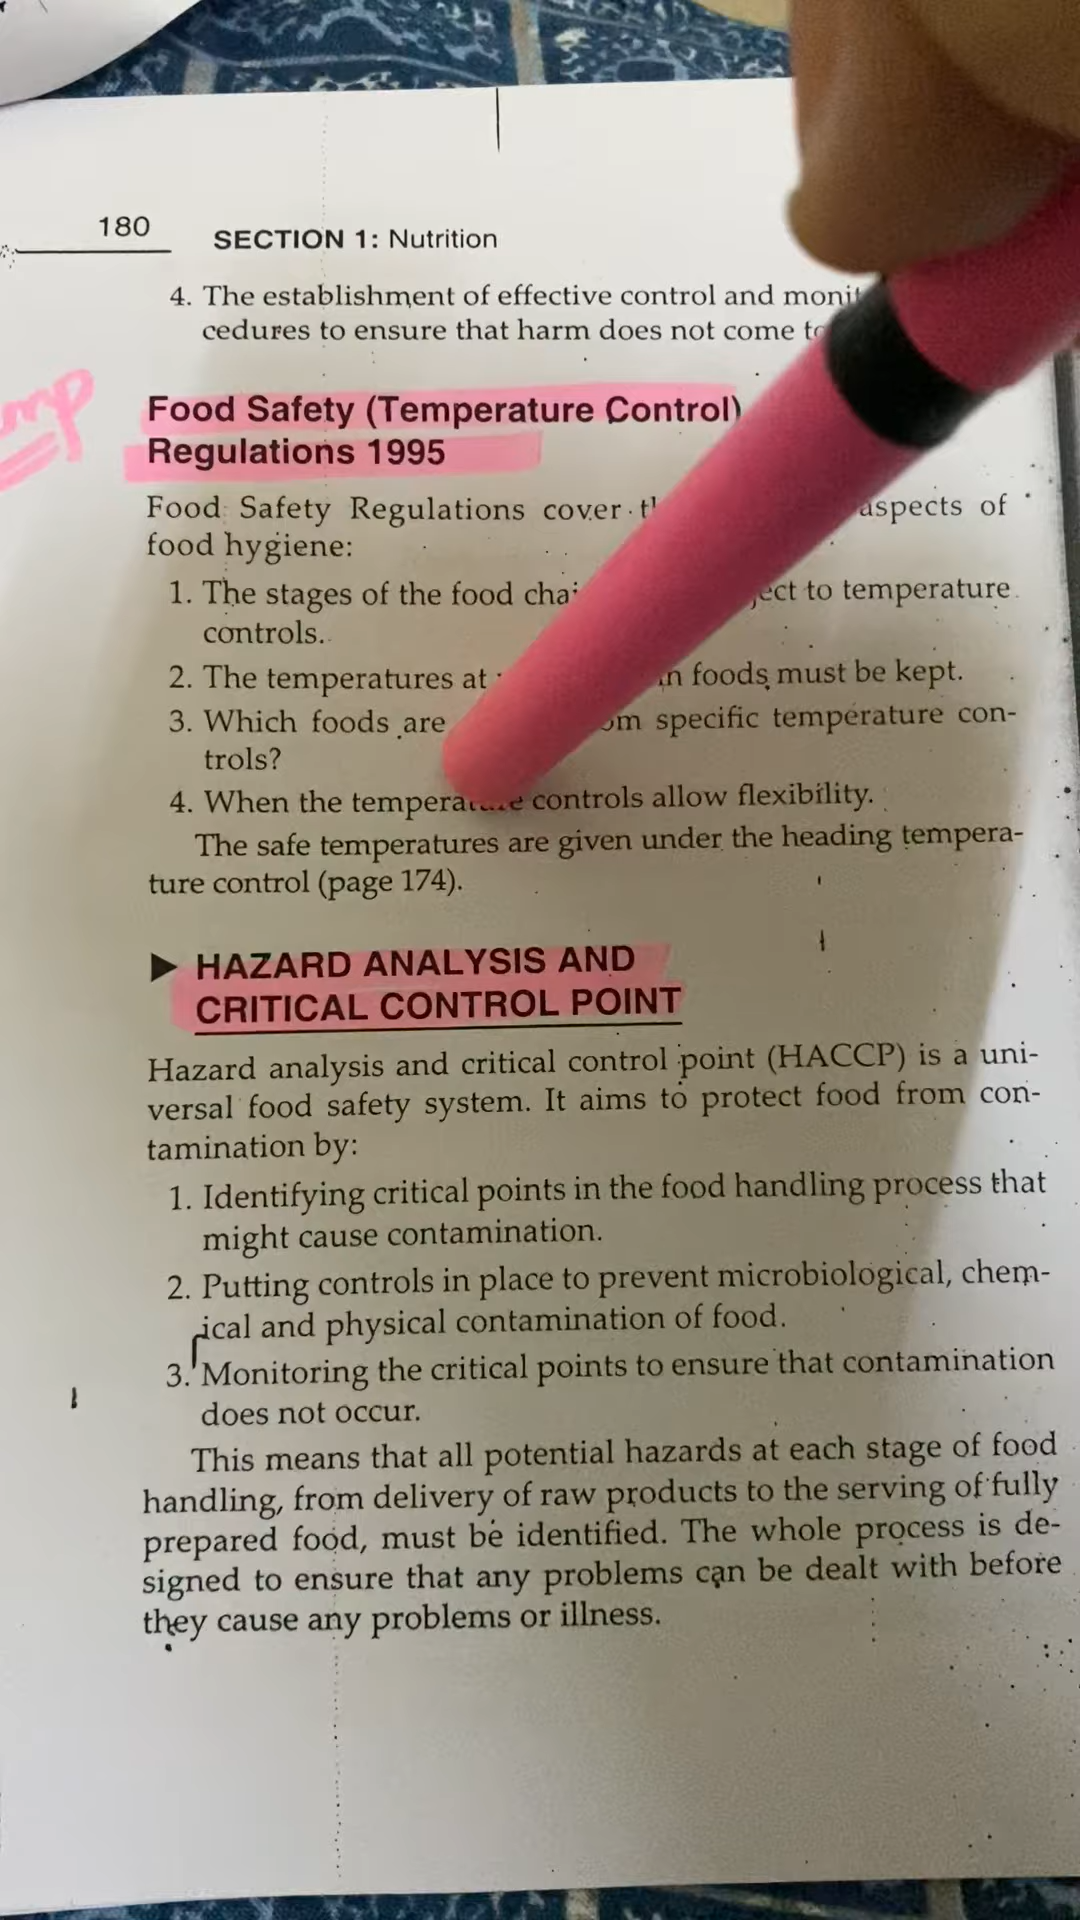 180
SECTION 1: Nutrition
4. The establishment of effective control and
cedures to ensure that harm does not come
Food Safety (Temperature Control)
Regulations 1995
Food Safety Regulations cover aspects of
food hygiene:
1. The stages of the food to temperature
controls.
2. The temperatures at foods must be kept.
3. Which foods are specific temperature con-
trols?
4. When the controls allow flexibility.
The safe temperatures are given under the heading tempera-
ture control (page 174).
▶ HAZARD ANALYSIS AND
CRITICAL CONTROL POINT
Hazard analysis and critical control point (HACCP) is a uni-
versal food safety system. It aims to protect food from con-
tamination by:
1. Identifying critical points in the food handling process that
might cause contamination.
2. Putting controls in place to prevent microbiological, chem-
ical and physical contamination of food.
3. Monitoring the critical points to ensure that contamination
does not occur.
This means that all potential hazards at each stage of food
handling, from delivery of raw products to the serving of fully
prepared food, must be identified. The whole process is de-
signed to ensure that any problems can be dealt with before
they cause any problems or illness.